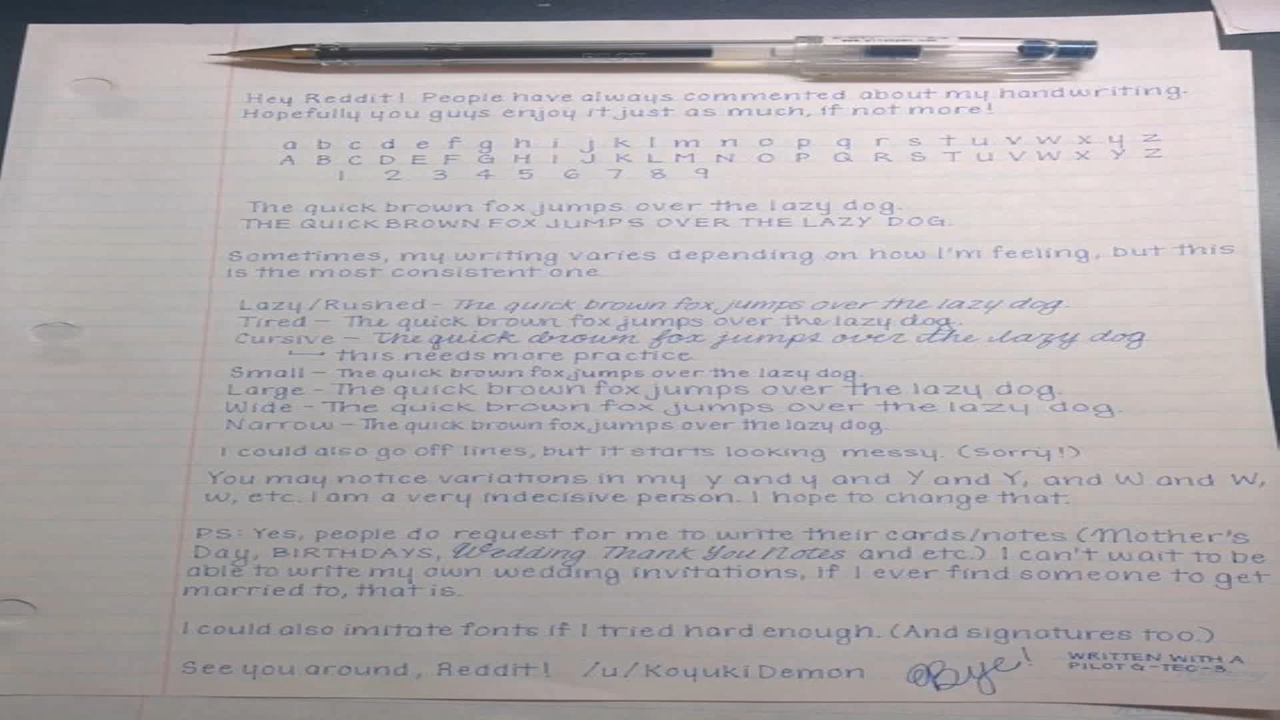 Hey Reddit! People have always commented about my handwriting.
Hopefully you guys enjoy it just as much, if not more!
a b c d e f g h i j k l m n o p q r s t u v w x y z
A B C D E F G H I J K L M N O P Q R S T U V W X Y Z
1 2 3 4 5 6 7 8 9
The quick brown fox jumps over the lazy dog.
THE QUICK BROWN FOX JUMPS OVER THE LAZY DOG.
Sometimes, my writing varies depending on how I'm feeling, but this
is the most consistent one.
Lazy/Rushed - The quick brown fox jumps over the lazy dog.
Tired - The quick brown fox jumps over the lazy dog.
Cursive - The quick brown fox jumps over the lazy dog
this needs more practice
Small - The quick brown fox jumps over the lazy dog.
Large - The quick brown fox jumps over the lazy dog.
Wide - The quick brown fox jumps over the lazy dog.
Narrow - The quick brown fox jumps over the lazy dog.
I could also go off lines, but it starts looking messy. (Sorry!)
You may notice variations in my y and y and Y and Y, and W and W,
w, etc. I am a very indecisive person. I hope to change that.
PS: Yes, people do request for me to write their cards/notes (Mother's
Day, BIRTHDAYS, Wedding Thank You Notes and etc.) I can't wait to be
able to write my own wedding invitations, if I ever find someone to get
married to, that is.
I could also imitate fonts if I tried hard enough. (And signatures too.)
See you around, Reddit! /u/KoyukiDemon Bye! WRITTEN WITH A
PILOT G-TEC-3